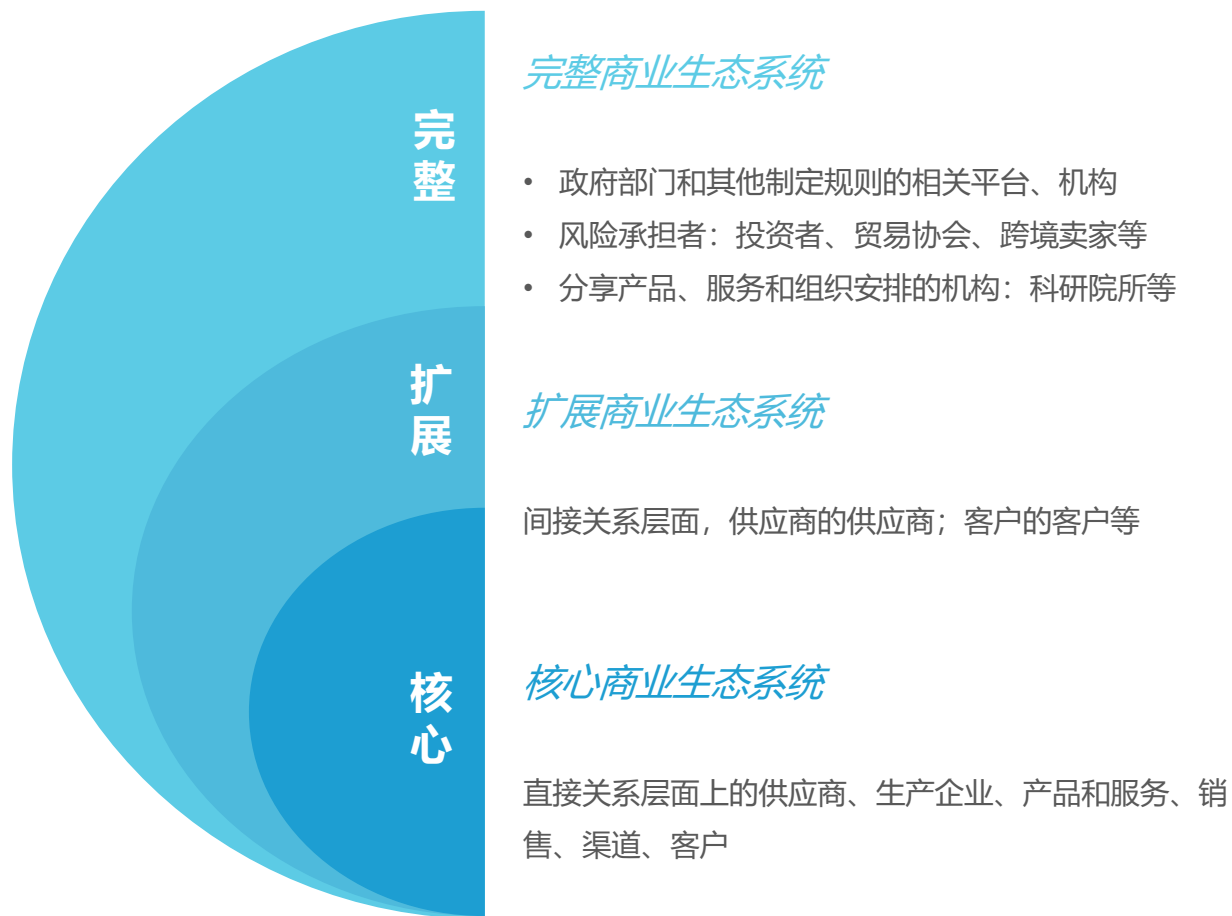 完整
完整商业生态系统
• 政府部门和其他制定规则的相关平台、机构
• 风险承担者：投资者、贸易协会、跨境卖家等
• 分享产品、服务和组织安排的机构：科研院所等
扩展
扩展商业生态系统
间接关系层面，供应商的供应商；客户的客户等
核心
核心商业生态系统
直接关系层面上的供应商、生产企业、产品和服务、销
售、渠道、客户